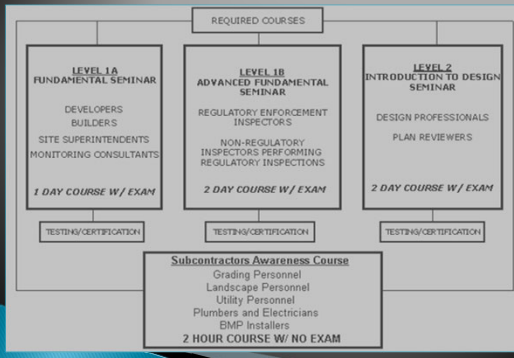 REQUIRED COURSES
LEVEL 1A
FUNDAMENTAL SEMINAR
DEVELOPERS
BUILDERS
SITE SUPERINTENDENTS
MONITORING CONSULTANTS
1 DAY COURSE W/ EXAM
TESTING/CERTIFICATION
LEVEL 1B
ADVANCED FUNDAMENTAL
SEMINAR
REGULATORY ENFORCEMENT
INSPECTORS
NON-REGULATORY
INSPECTORS PERFORMING
REGULATORY INSPECTIONS
2 DAY COURSE W/ EXAM
TESTING/CERTIFICATION
LEVEL 2
INTRODUCTION TO DESIGN
SEMINAR
DESIGN PROFESSIONALS
PLAN REVIEWERS
2 DAY COURSE W/ EXAM
TESTING/CERTIFICATION
Subcontractors Awareness Course
Grading Personnel
Landscape Personnel
Utility Personnel
Plumbers and Electricians
BMP Installers
2 HOUR COURSE W/ NO EXAM